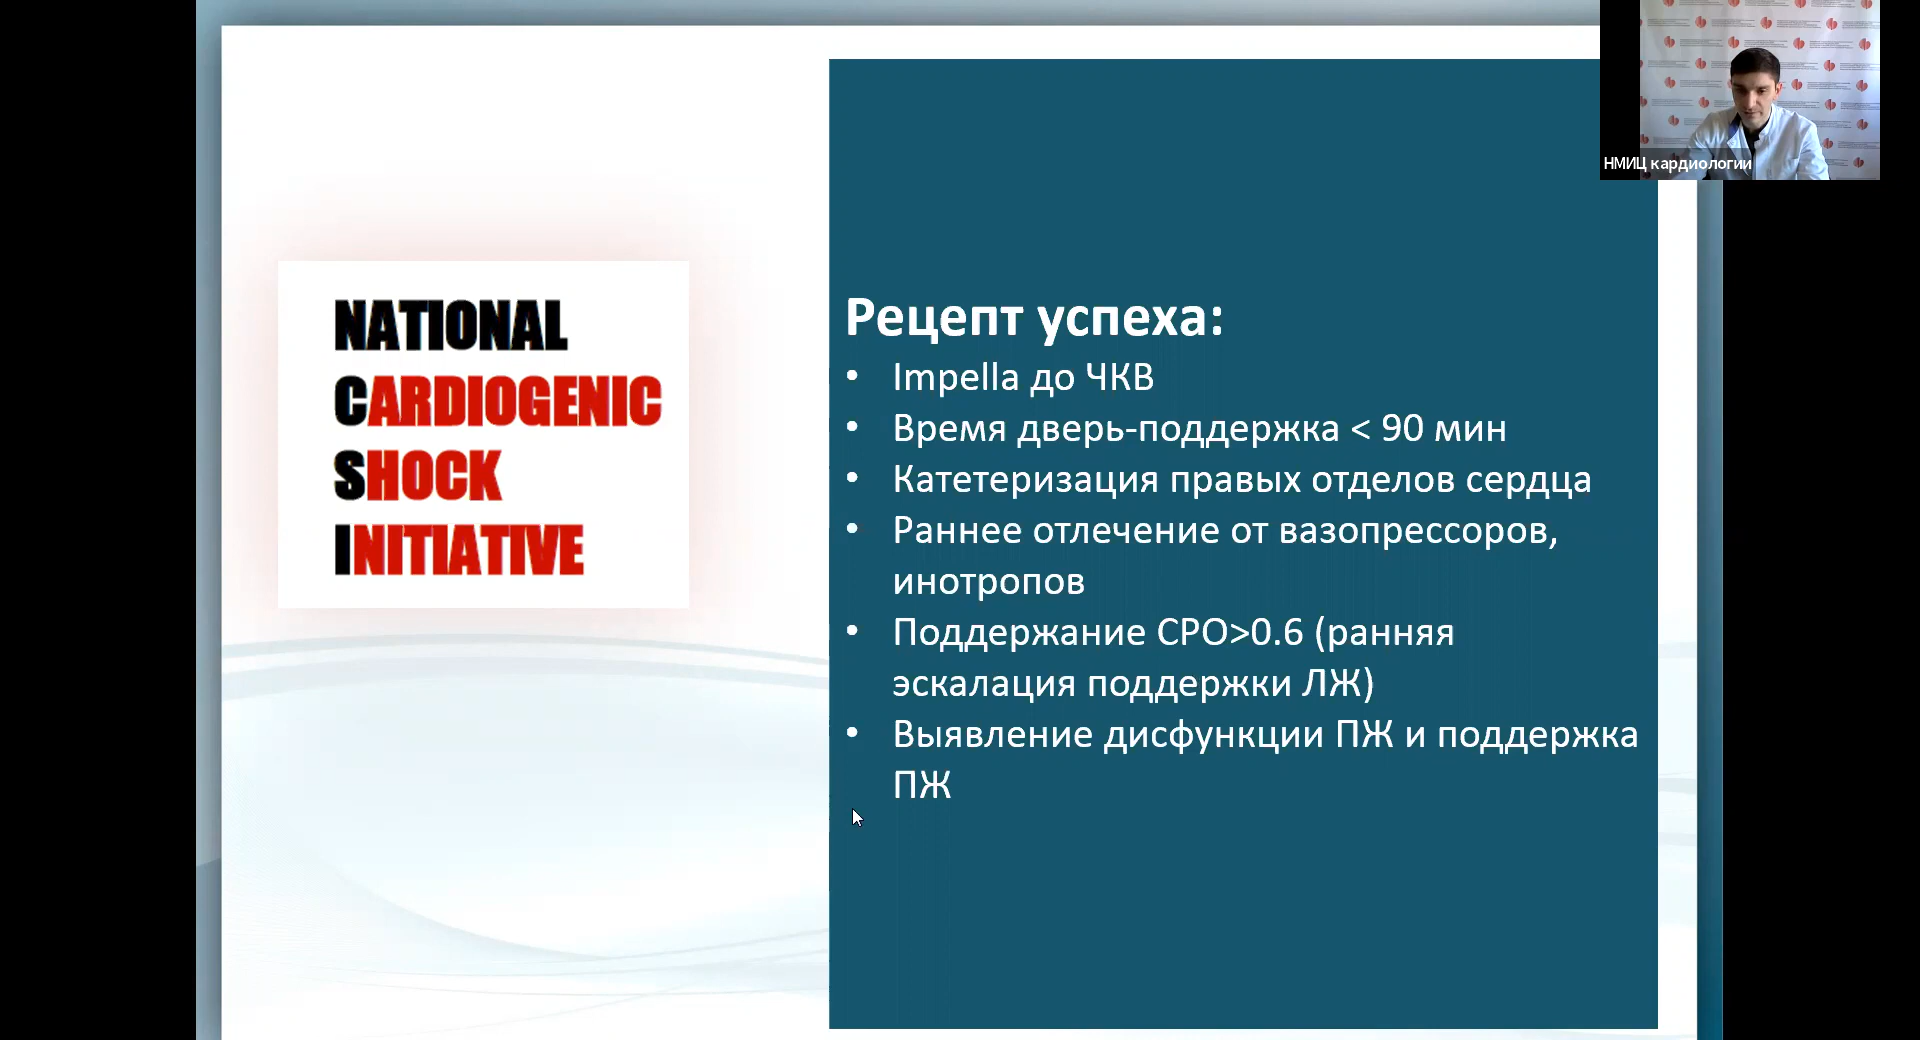 НМИЦ кардиологии
NATIONAL
CARDIOGENIC
SHOCK
INITIATIVE
Рецепт успеха:
• Impella до ЧКВ
• Время дверь-поддержка < 90 мин
• Катетеризация правых отделов сердца
• Раннее отлечение от вазопрессоров,
инотропов
• Поддержание CPO>0.6 (ранняя
эскалация поддержки ЛЖ)
• Выявление дисфункции ПЖ и поддержка
ПЖ